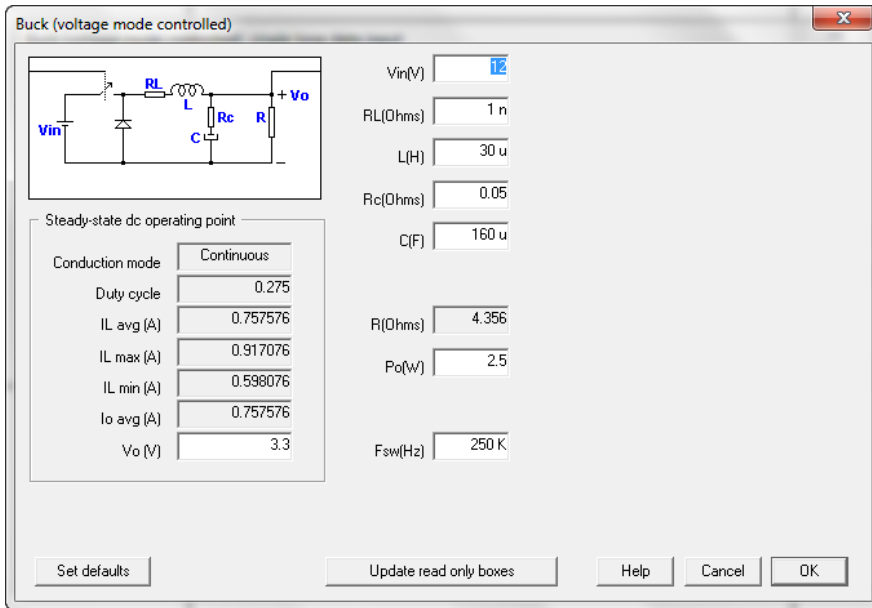 Buck (voltage mode controlled)
RL
L
+ Vo
Rc
R
Vin
C
−
Vin(V) 12
RL(Ohms) 1 n
L(H) 30 u
Rc(Ohms) 0.05
C(F) 160 u
R(Ohms) 4.356
Po(W) 2.5
Fsw(Hz) 250 K
Steady-state dc operating point
Conduction mode Continuous
Duty cycle 0.275
IL avg (A) 0.757576
IL max (A) 0.917076
IL min (A) 0.598076
Io avg (A) 0.757576
Vo (V) 3.3
Set defaults
Update read only boxes
Help
Cancel
OK